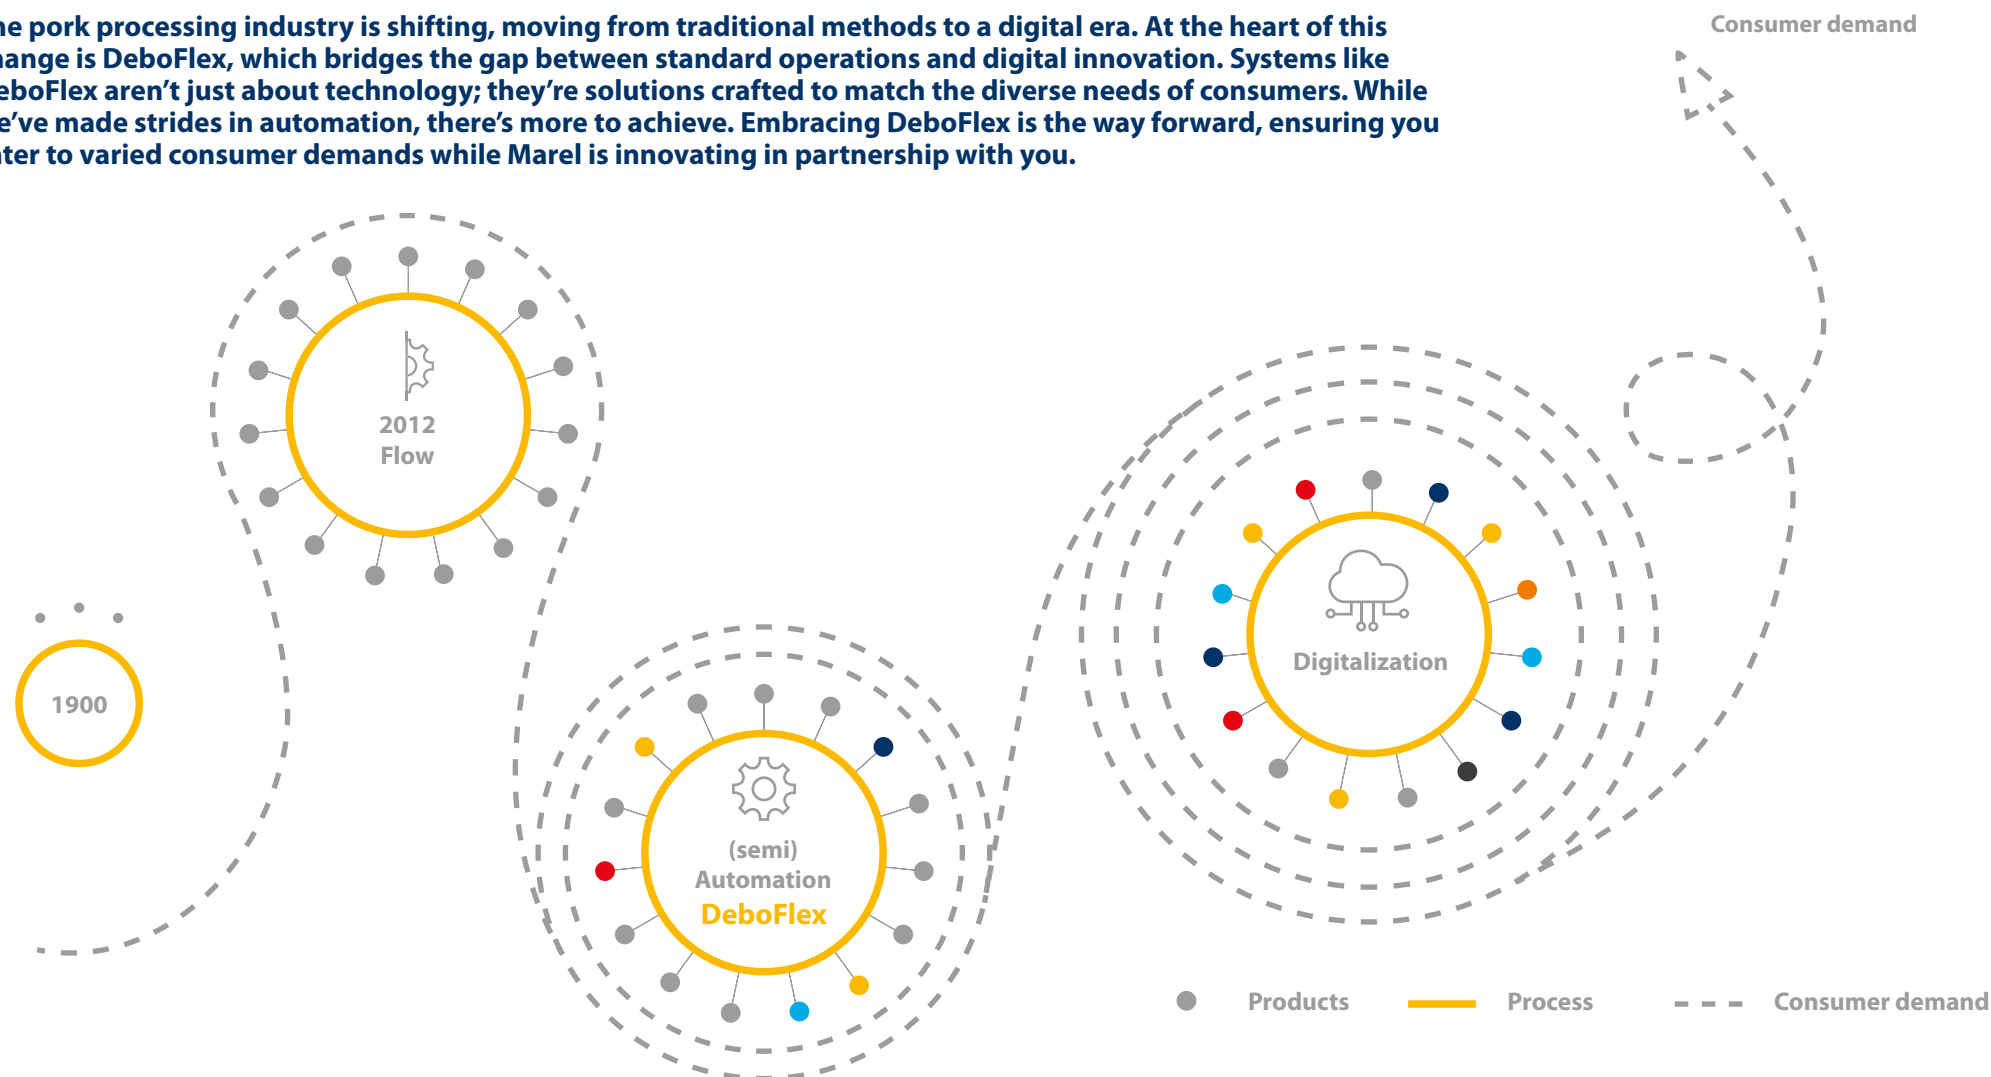 he pork processing industry is shifting, moving from traditional methods to a digital era. At the heart of this
hange is DeboFlex, which bridges the gap between standard operations and digital innovation. Systems like
eboFlex aren't just about technology; they're solutions crafted to match the diverse needs of consumers. While
e've made strides in automation, there's more to achieve. Embracing DeboFlex is the way forward, ensuring you
ater to varied consumer demands while Marel is innovating in partnership with you.
Consumer demand
2012
Flow
1900
(semi)
Automation
DeboFlex
Digitalization
Products
Process
Consumer demand